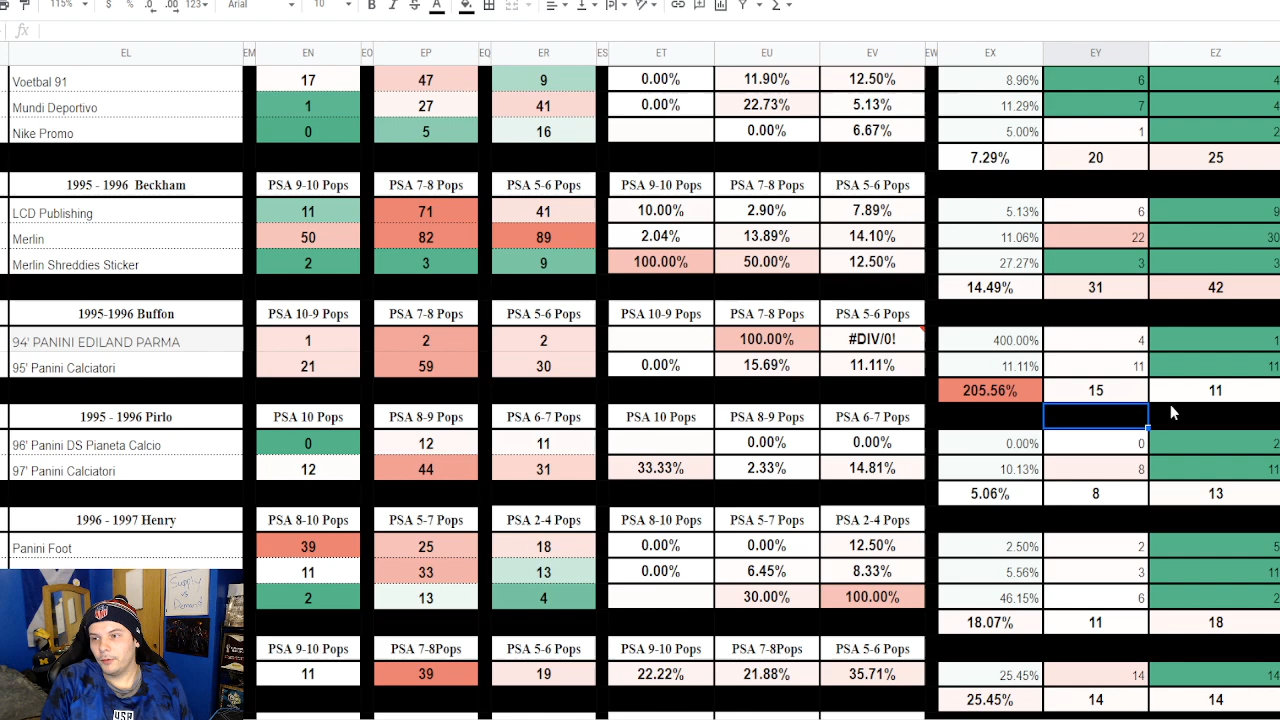 115% $ % .0 .00 123 Arial 10 B I S A
fx
EL EM EN EO EP EQ ER ES ET EU EV EW EX EY EZ
Voetbal 91 17 47 9 0.00% 11.90% 12.50% 8.96% 6 4
Mundi Deportivo 1 27 41 0.00% 22.73% 5.13% 11.29% 7 4
Nike Promo 0 5 16 0.00% 6.67% 5.00% 1 2
7.29% 20 25
1995 - 1996 Beckham PSA 9-10 Pops PSA 7-8 Pops PSA 5-6 Pops PSA 9-10 Pops PSA 7-8 Pops PSA 5-6 Pops
LCD Publishing 11 71 41 10.00% 2.90% 7.89% 5.13% 6 9
Merlin 50 82 89 2.04% 13.89% 14.10% 11.06% 22 30
Merlin Shreddies Sticker 2 3 9 100.00% 50.00% 12.50% 27.27% 3 3
14.49% 31 42
1995-1996 Buffon PSA 10-9 Pops PSA 7-8 Pops PSA 5-6 Pops PSA 10-9 Pops PSA 7-8 Pops PSA 5-6 Pops
94' PANINI EDILAND PARMA 1 2 2 100.00% #DIV/0! 400.00% 4 1
95' Panini Calciatori 21 59 30 0.00% 15.69% 11.11% 11.11% 11 11
205.56% 15 11
1995 - 1996 Pirlo PSA 10 Pops PSA 8-9 Pops PSA 6-7 Pops PSA 10 Pops PSA 8-9 Pops PSA 6-7 Pops
96' Panini DS Pianeta Calcio 0 12 11 0.00% 0.00% 0.00% 0 2
97' Panini Calciatori 12 44 31 33.33% 2.33% 14.81% 10.13% 8 11
5.06% 8 13
1996 - 1997 Henry PSA 8-10 Pops PSA 5-7 Pops PSA 2-4 Pops PSA 8-10 Pops PSA 5-7 Pops PSA 2-4 Pops
Panini Foot 39 25 18 0.00% 0.00% 12.50% 2.50% 2 5
11 33 13 0.00% 6.45% 8.33% 5.56% 3 11
2 13 4 30.00% 100.00% 46.15% 6 2
18.07% 11 18
PSA 9-10 Pops PSA 7-8Pops PSA 5-6 Pops PSA 9-10 Pops PSA 7-8Pops PSA 5-6 Pops
11 39 19 22.22% 21.88% 35.71% 25.45% 14 14
25.45% 14 14
Supply
vs
Demand